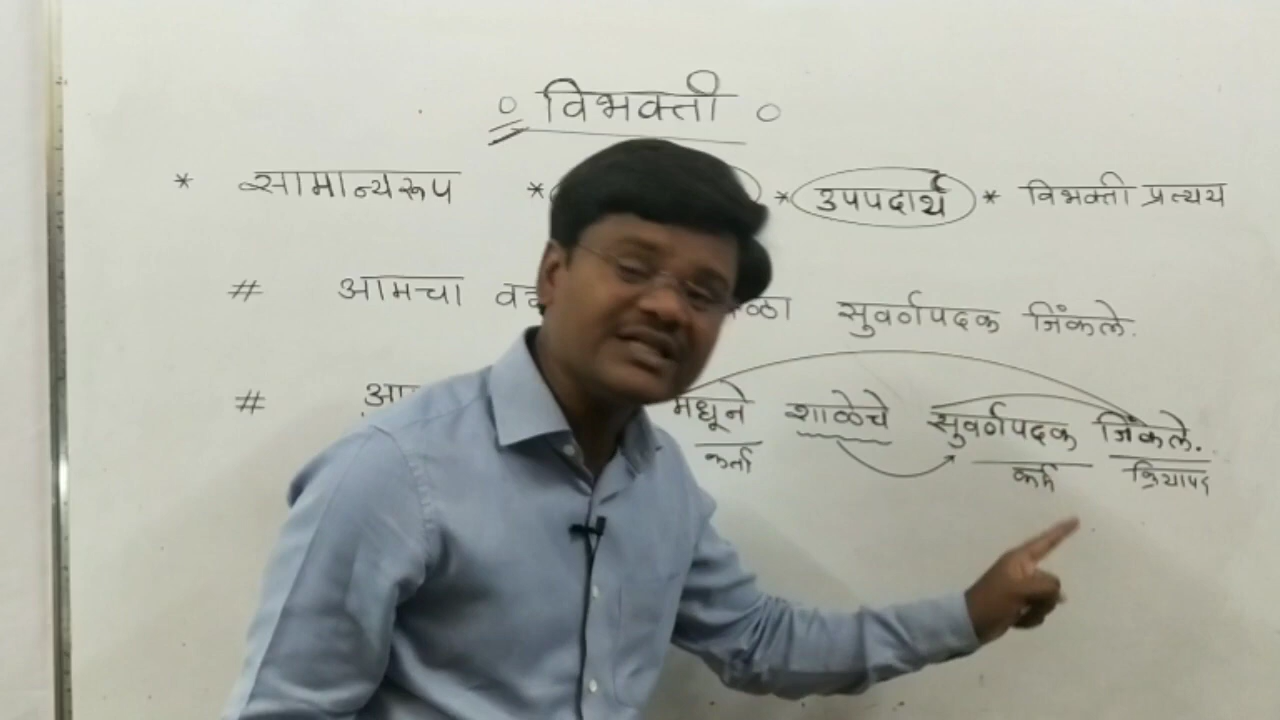 विभक्ती
* सामान्यरूप * * उपपदार्थ * विभक्ती प्रत्यय
# आमचा सुवर्णपदक जिंकले.
# मधूने शाळेचे सुवर्णपदक जिंकले.
कर्ता कर्म क्रियापद